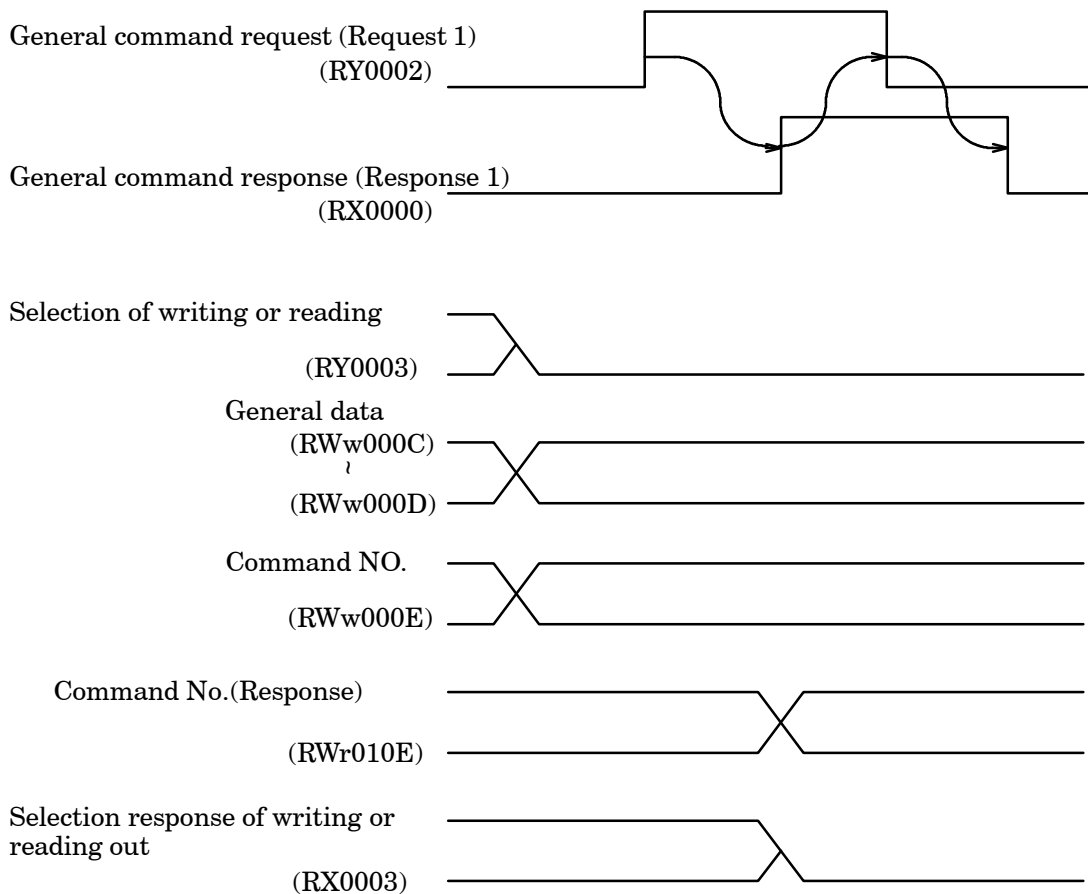 General command request (Request 1)
(RY0002)
General command response (Response 1)
(RX0000)
Selection of writing or reading
(RY0003)
General data
(RWw000C)
~
(RWw000D)
Command NO.
(RWw000E)
Command No.(Response)
(RWr010E)
Selection response of writing or
reading out
(RX0003)